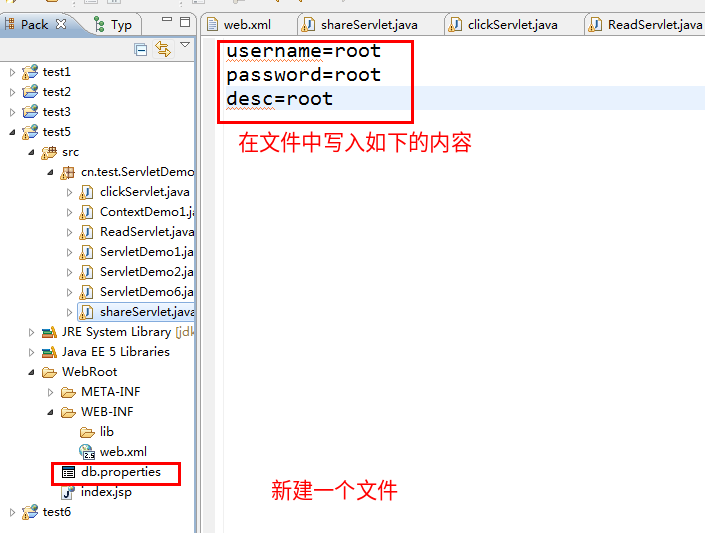 Pack
Typ
web.xml
shareServlet.java
clickServlet.java
ReadServlet.java
test1
test2
test3
test5
src
cn.test.ServletDemo
clickServlet.java
ContextDemo1.ja
ReadServlet.java
ServletDemo1.ja
ServletDemo2.ja
ServletDemo6.ja
shareServlet.java
JRE System Library [jdk
Java EE 5 Libraries
WebRoot
META-INF
WEB-INF
lib
web.xml
db.properties
index.jsp
test6
username=root
password=root
desc=root
在文件中写入如下的内容
新建一个文件